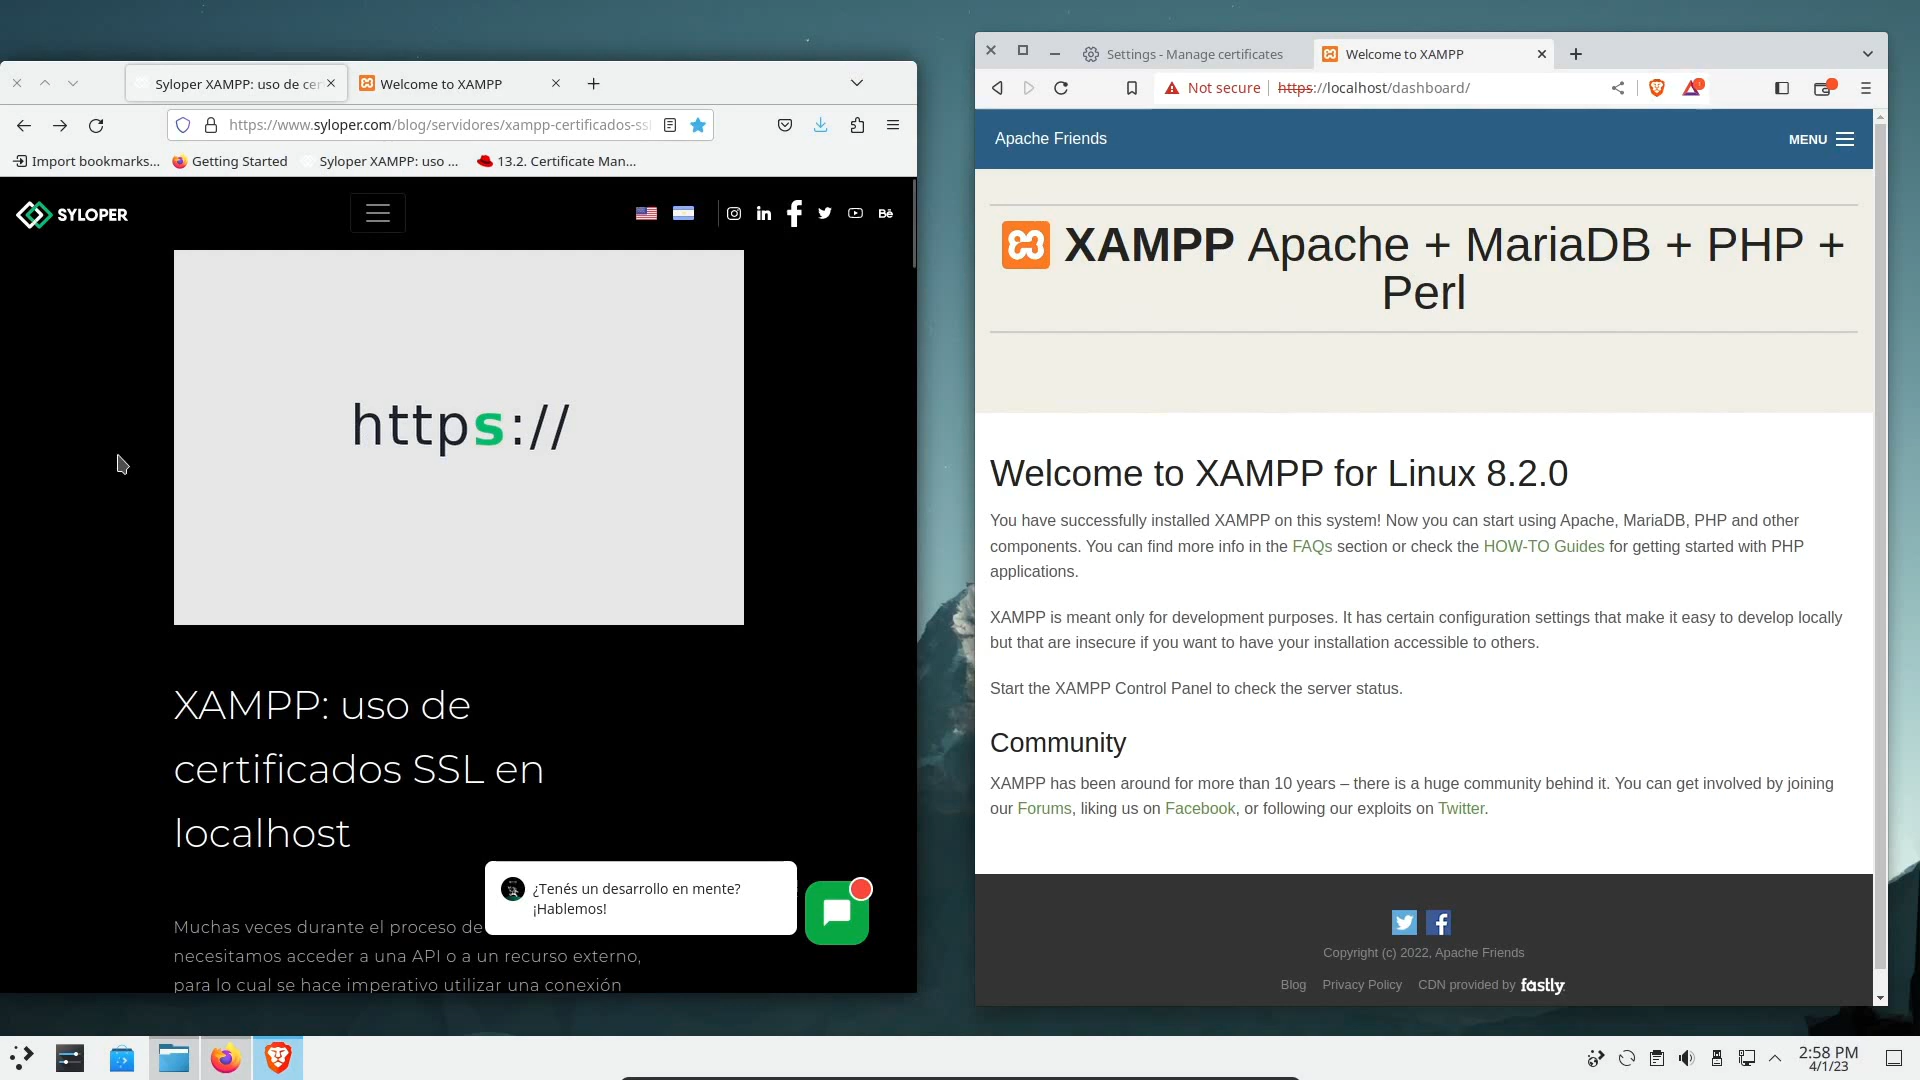 Syloper XAMPP: uso de cer
Welcome to XAMPP
https://www.syloper.com/blog/servidores/xampp-certificados-ssl
Import bookmarks...
Getting Started
Syloper XAMPP: uso ...
13.2. Certificate Man...
SYLOPER
Bē
https://
XAMPP: uso de
certificados SSL en
localhost
Muchas veces durante el proceso de
necesitamos acceder a una API o a un recurso externo,
para lo cual se hace imperativo utilizar una conexión
¿Tenés un desarrollo en mente?
¡Hablemos!
Settings - Manage certificates
Welcome to XAMPP
Not secure
https://localhost/dashboard/
Apache Friends
MENU
XAMPP Apache + MariaDB + PHP +
Perl
Welcome to XAMPP for Linux 8.2.0
You have successfully installed XAMPP on this system! Now you can start using Apache, MariaDB, PHP and other
components. You can find more info in the FAQs section or check the HOW-TO Guides for getting started with PHP
applications.
XAMPP is meant only for development purposes. It has certain configuration settings that make it easy to develop locally
but that are insecure if you want to have your installation accessible to others.
Start the XAMPP Control Panel to check the server status.
Community
XAMPP has been around for more than 10 years – there is a huge community behind it. You can get involved by joining
our Forums, liking us on Facebook, or following our exploits on Twitter.
Copyright (c) 2022, Apache Friends
Blog
Privacy Policy
CDN provided by fastly
2:58 PM
4/1/23